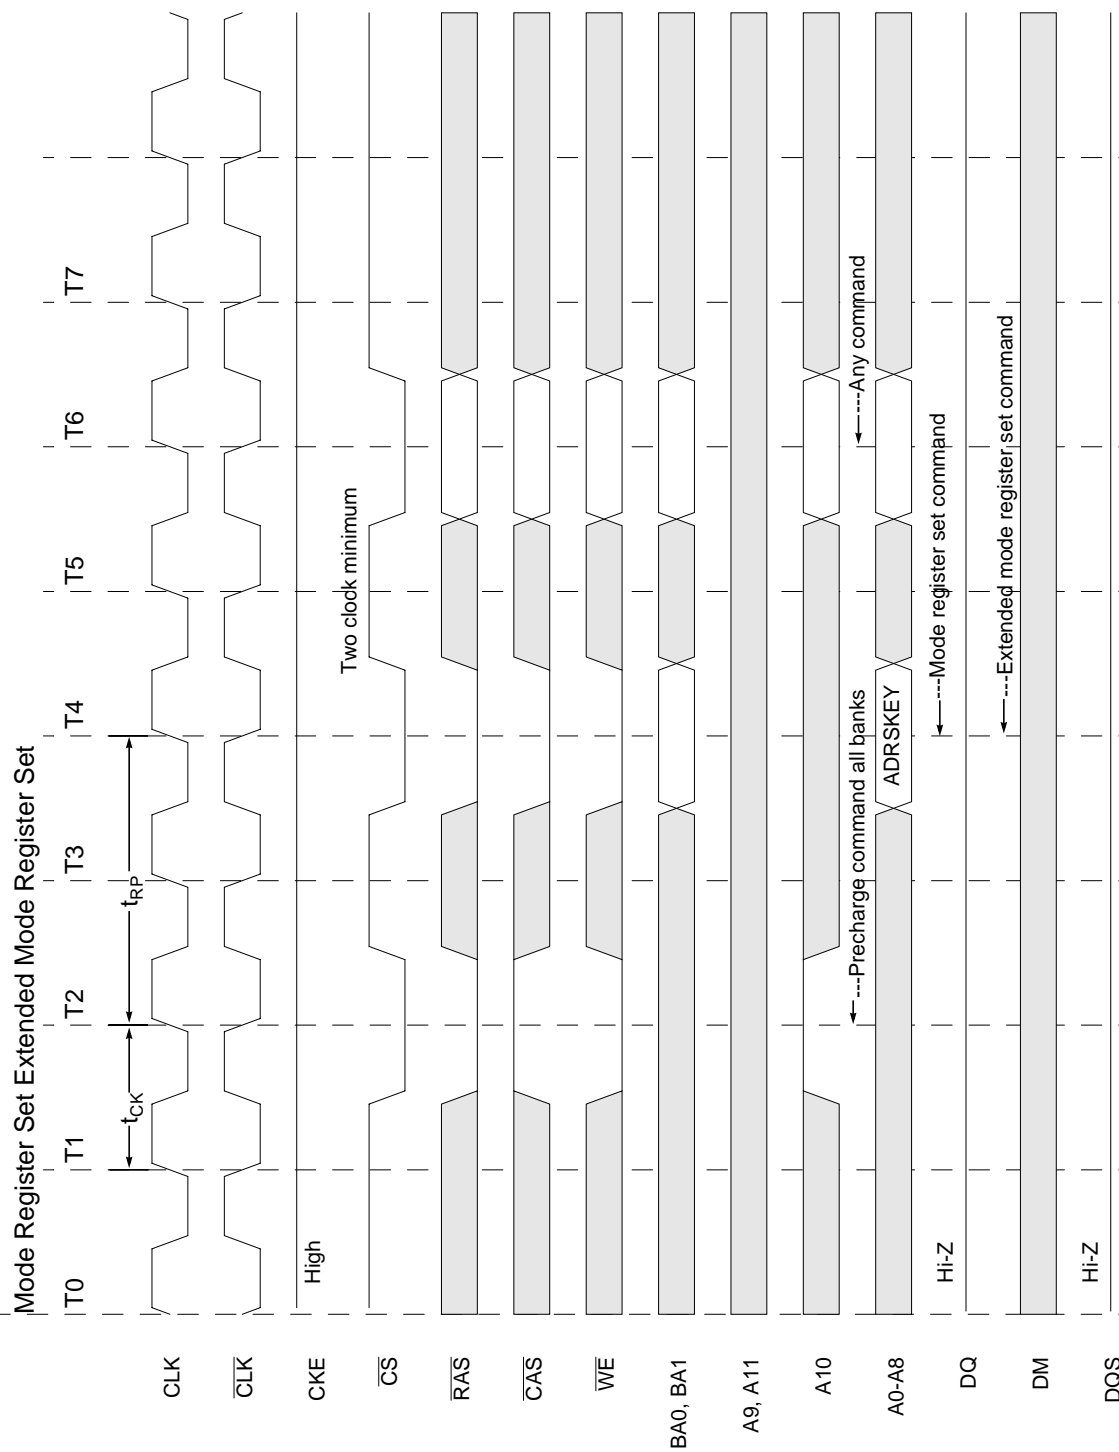 Mode Register Set Extended Mode Register Set
T0 T1 T2 T3 T4 T5 T6 T7
tCK tRP
CLK
CLK
CKE High
CS Two clock minimum
RAS
CAS
WE
BA0, BA1
A9, A11
A10
---Precharge command all banks ----Any command
A0-A8 ADRSKEY
Hi-Z ----Mode register set command
DQ
----Extended mode register set command
DM
Hi-Z
DQS